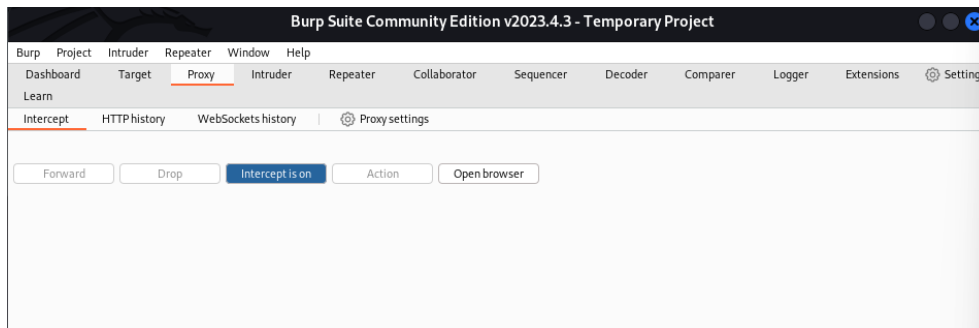 Burp Suite Community Edition v2023.4.3 - Temporary Project
Burp Project Intruder Repeater Window Help
Dashboard Target Proxy Intruder Repeater Collaborator Sequencer Decoder Comparer Logger Extensions Setting
Learn
Intercept HTTP history WebSockets history Proxy settings
Forward Drop Intercept is on Action Open browser